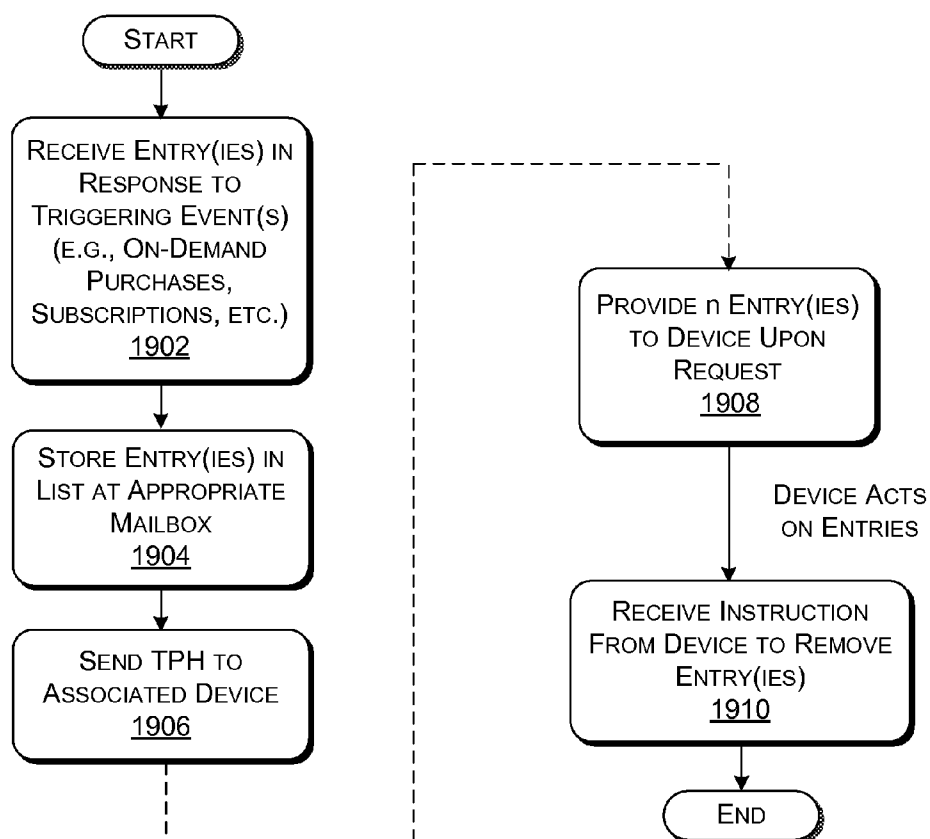 START
RECEIVE ENTRY(IES) IN
RESPONSE TO
TRIGGERING EVENT(S)
(E.G., ON-DEMAND
PURCHASES,
SUBSCRIPTIONS, ETC.)
1902
STORE ENTRY(IES) IN
LIST AT APPROPRIATE
MAILBOX
1904
SEND TPH TO
ASSOCIATED DEVICE
1906
PROVIDE n ENTRY(IES)
TO DEVICE UPON
REQUEST
1908
DEVICE ACTS
ON ENTRIES
RECEIVE INSTRUCTION
FROM DEVICE TO REMOVE
ENTRY(IES)
1910
END